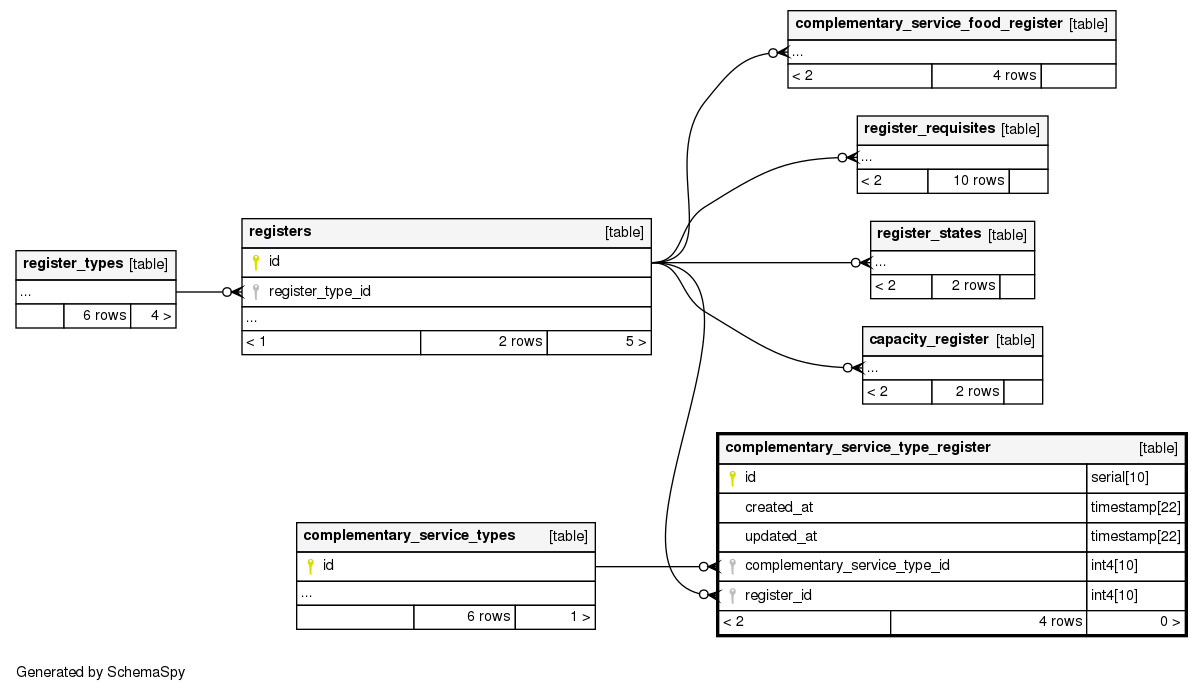 complementary_service_food_register [table]
...
< 2 4 rows
register_requisites [table]
...
< 2 10 rows
registers [table]
id
register_type_id
...
< 1 2 rows 5 >
register_states [table]
...
< 2 2 rows
register_types [table]
...
6 rows 4 >
capacity_register [table]
...
< 2 2 rows
complementary_service_type_register [table]
id serial[10]
created_at timestamp[22]
updated_at timestamp[22]
complementary_service_type_id int4[10]
register_id int4[10]
< 2 4 rows 0 >
complementary_service_types [table]
id
...
6 rows 1 >
Generated by SchemaSpy